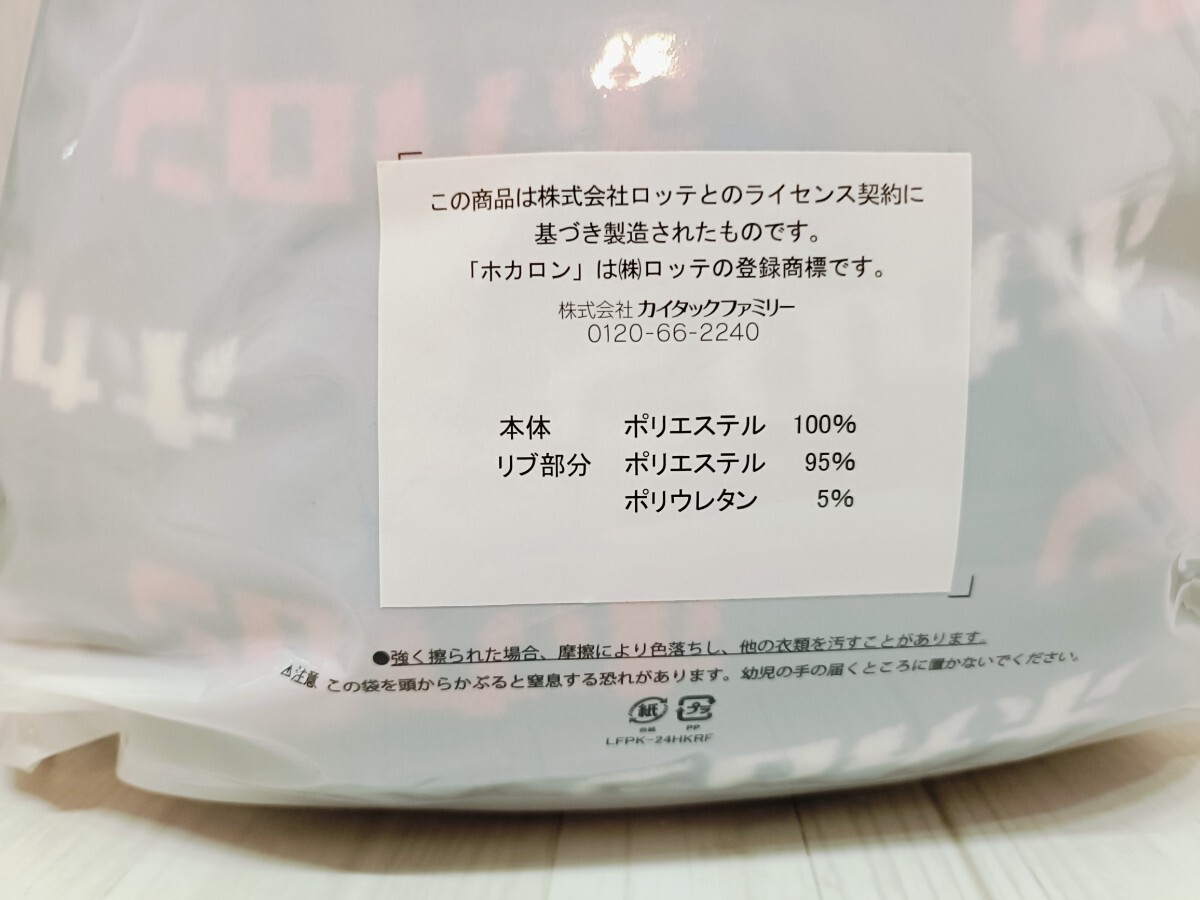 この商品は株式会社ロッテとのライセンス契約に
基づき製造されたものです。
「ホカロン」は㈱ロッテの登録商標です。
株式会社 カイタックファミリー
0120-66-2240
本体 ポリエステル 100%
リブ部分 ポリエステル 95%
ポリウレタン 5%
●強く擦られた場合、摩擦により色落ちし、他の衣類を汚すことがあります。
⚠注意 この袋を頭からかぶると窒息する恐れがあります。幼児の手の届くところに置かないでください。
紙 プラ
PP
LFPK-24HKRF